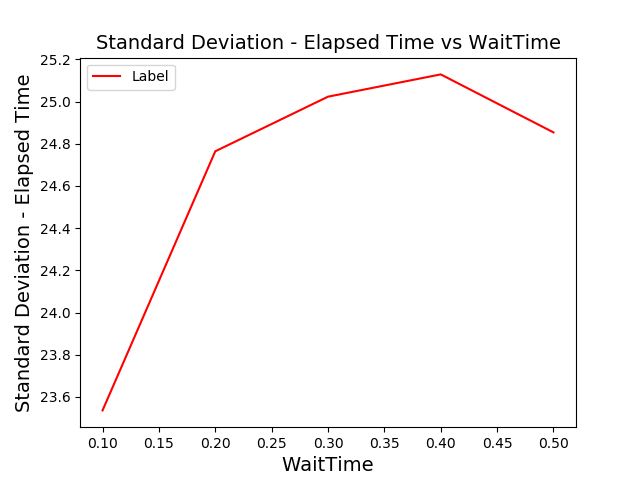 Standard Deviation - Elapsed Time vs WaitTime
Label
Standard Deviation - Elapsed Time
25.2
25.0
24.8
24.6
24.4
24.2
24.0
23.8
23.6
0.10 0.15 0.20 0.25 0.30 0.35 0.40 0.45 0.50
WaitTime